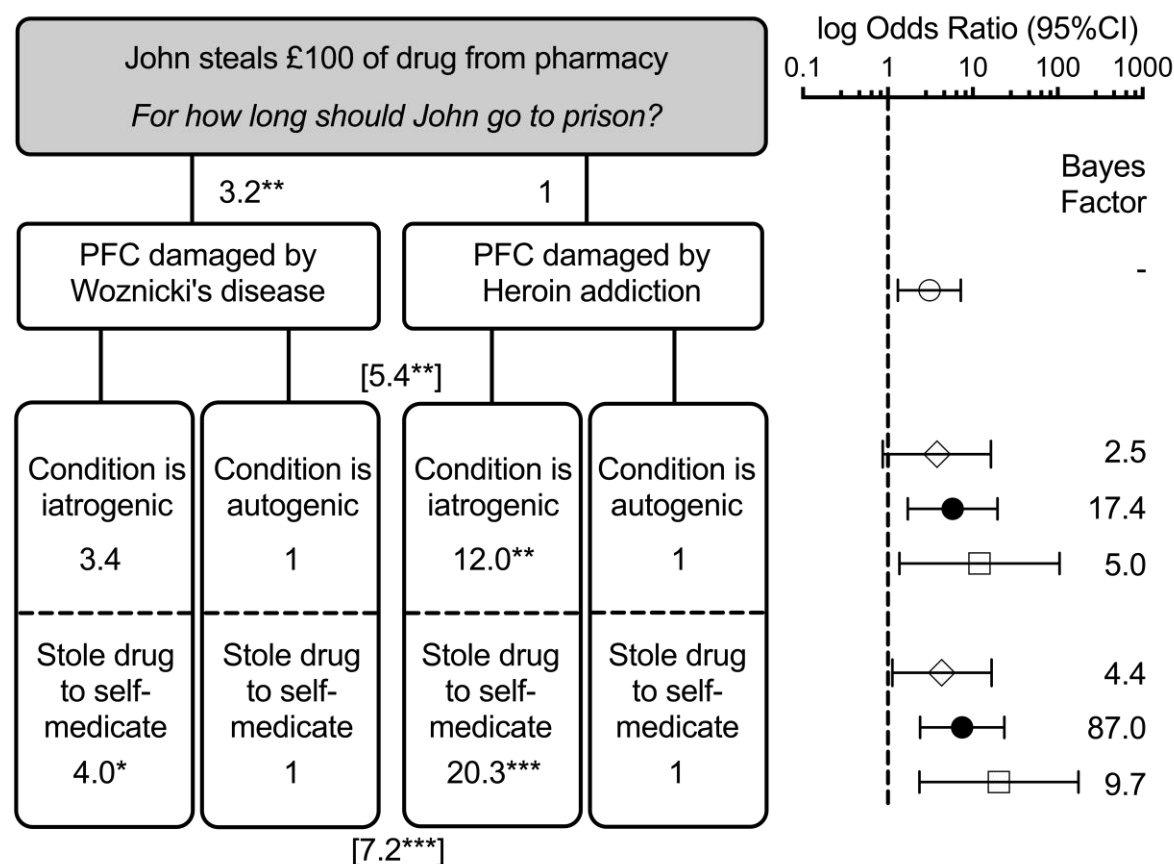 John steals £100 of drug from pharmacy
For how long should John go to prison?
3.2**
1
PFC damaged by
Woznicki's disease
PFC damaged by
Heroin addiction
[5.4**]
Condition is
iatrogenic
3.4
Condition is
autogenic
1
Condition is
iatrogenic
12.0**
Condition is
autogenic
1
Stole drug
to self-
medicate
4.0*
Stole drug
to self-
medicate
1
Stole drug
to self-
medicate
20.3***
Stole drug
to self-
medicate
1
[7.2***]
log Odds Ratio (95%CI)
0.1 1 10 100 1000
Bayes
Factor
-
2.5
17.4
5.0
4.4
87.0
9.7